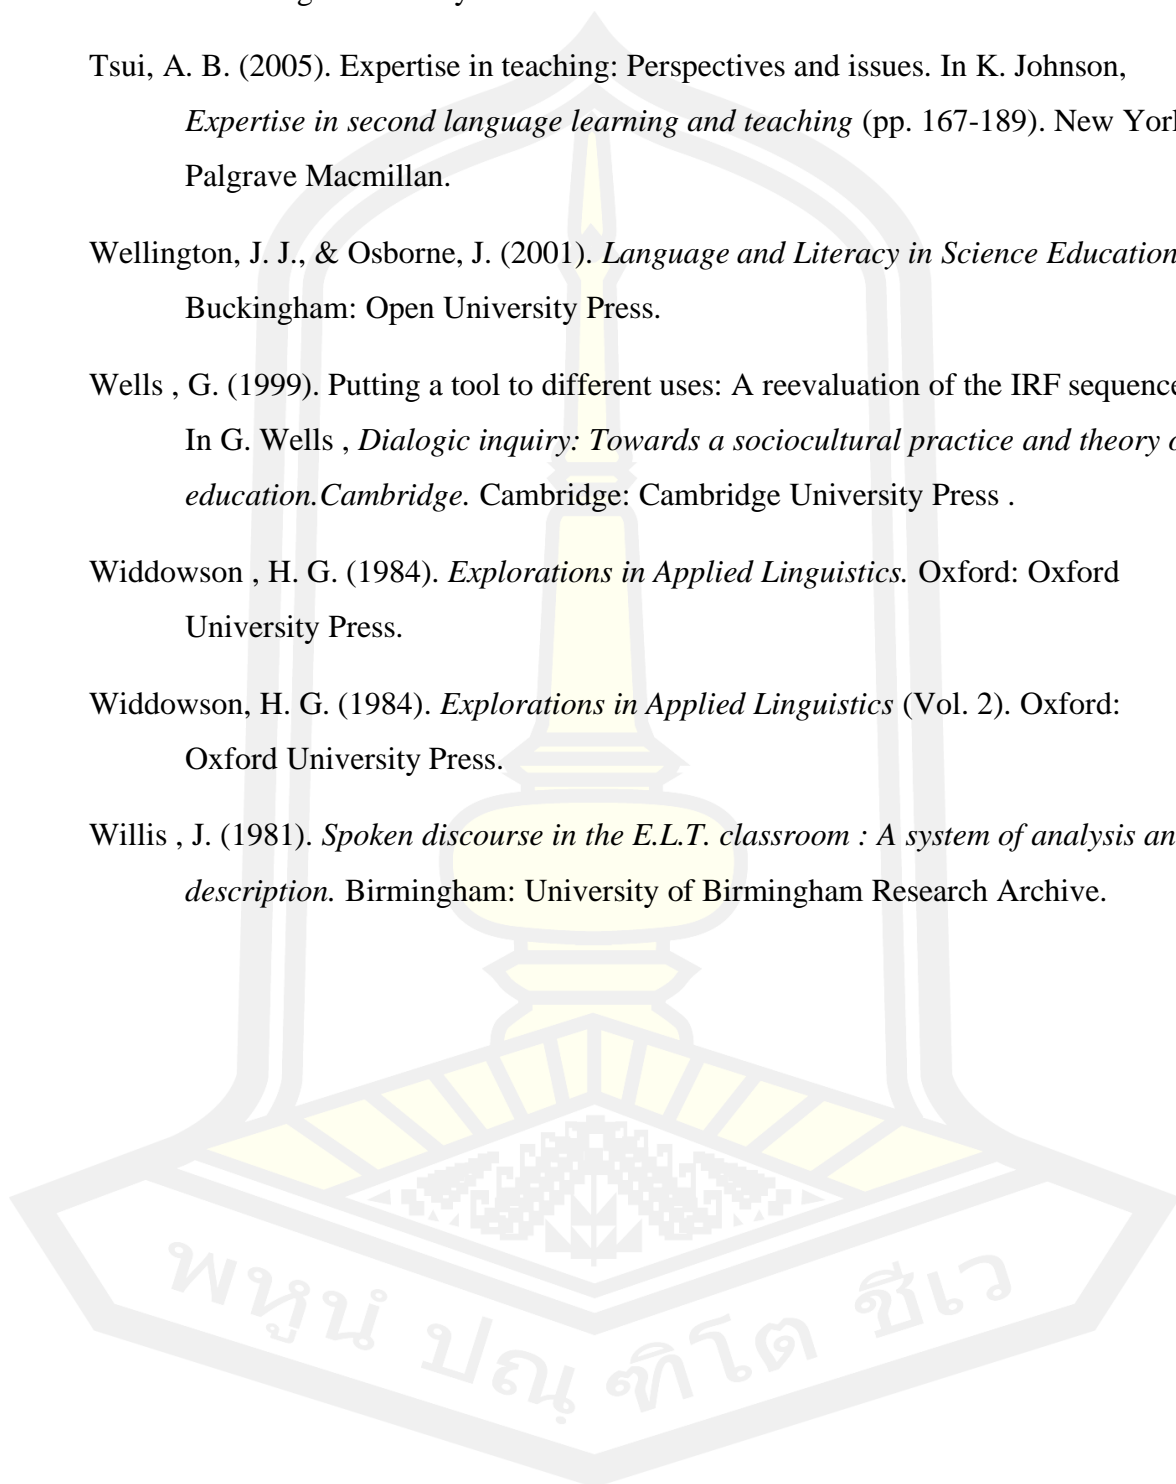 Tsui, A. B. (2005). Expertise in teaching: Perspectives and issues. In K. Johnson,
Expertise in second language learning and teaching (pp. 167-189). New York
Palgrave Macmillan.
Wellington, J. J., & Osborne, J. (2001). Language and Literacy in Science Education
Buckingham: Open University Press.
Wells , G. (1999). Putting a tool to different uses: A reevaluation of the IRF sequence
In G. Wells , Dialogic inquiry: Towards a sociocultural practice and theory
education.Cambridge. Cambridge: Cambridge University Press .
Widdowson , H. G. (1984). Explorations in Applied Linguistics. Oxford: Oxford
University Press.
Widdowson, H. G. (1984). Explorations in Applied Linguistics (Vol. 2). Oxford:
Oxford University Press.
Willis , J. (1981). Spoken discourse in the E.L.T. classroom : A system of analysis an
description. Birmingham: University of Birmingham Research Archive.
พหูนํ ปณฺฑิโต ชีเว